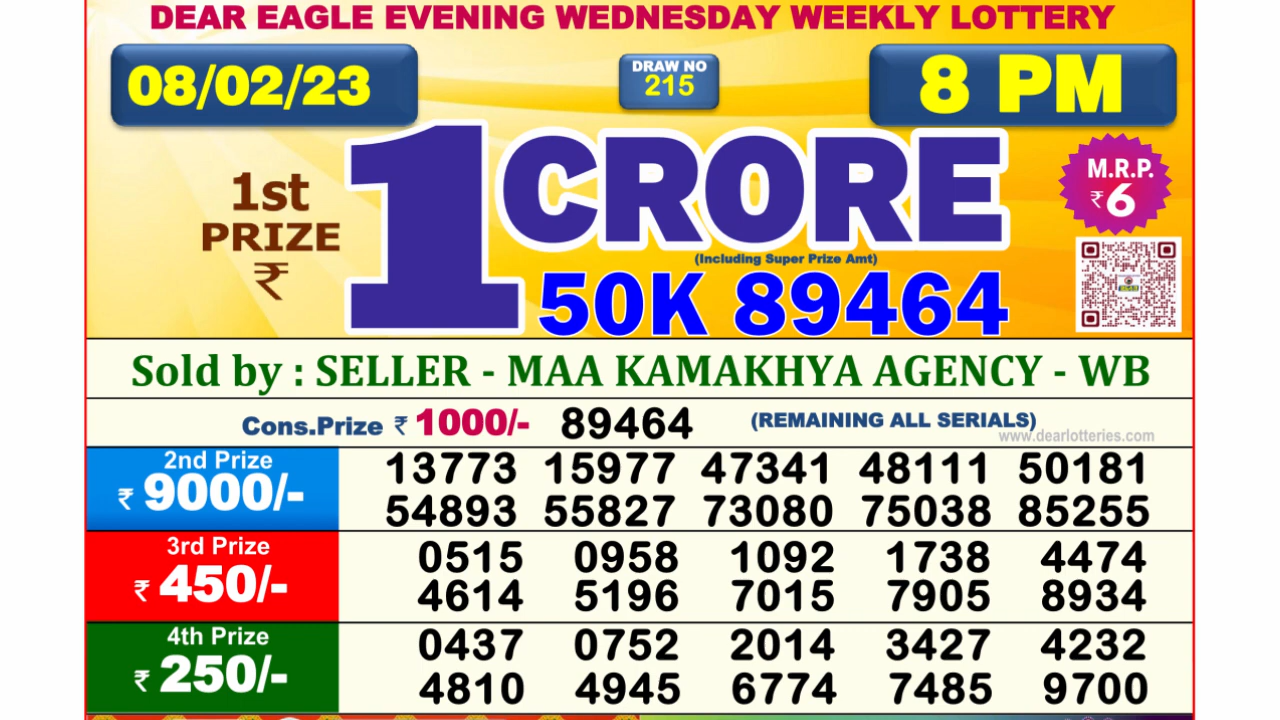 DEAR EAGLE EVENING WEDNESDAY WEEKLY LOTTERY
08/02/23
DRAW NO
215
8 PM
1st
PRIZE
₹
1 CRORE
(Including Super Prize Amt)
M.R.P.
₹ 6
50K 89464
Sold by : SELLER - MAA KAMAKHYA AGENCY - WB
Cons.Prize ₹ 1000/- 89464 (REMAINING ALL SERIALS)
www.dearlotteries.com
2nd Prize
₹ 9000/-
13773 15977 47341 48111 50181
54893 55827 73080 75038 85255
3rd Prize
₹ 450/-
0515 0958 1092 1738 4474
4614 5196 7015 7905 8934
4th Prize
₹ 250/-
0437 0752 2014 3427 4232
4810 4945 6774 7485 9700